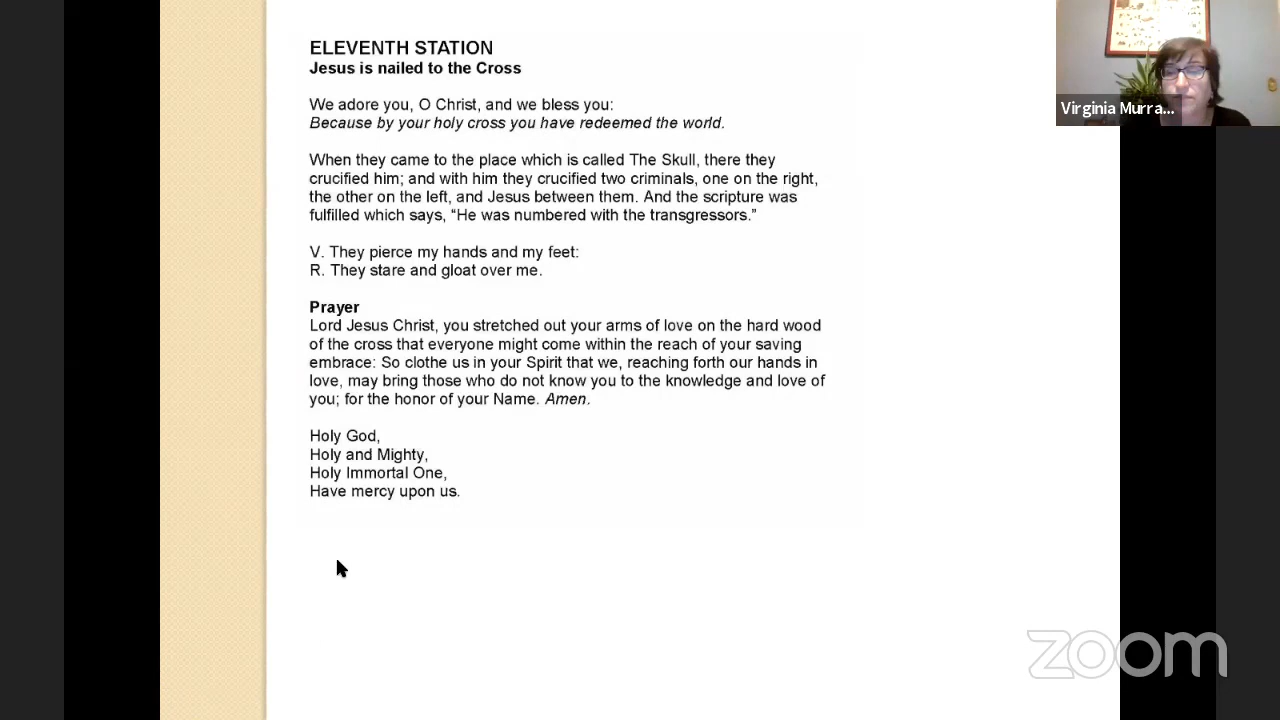 ELEVENTH STATION
Jesus is nailed to the Cross
We adore you, O Christ, and we bless you:
Because by your holy cross you have redeemed the world.
When they came to the place which is called The Skull, there they
crucified him; and with him they crucified two criminals, one on the right,
the other on the left, and Jesus between them. And the scripture was
fulfilled which says, “He was numbered with the transgressors.”
V. They pierce my hands and my feet:
R. They stare and gloat over me.
Prayer
Lord Jesus Christ, you stretched out your arms of love on the hard wood
of the cross that everyone might come within the reach of your saving
embrace: So clothe us in your Spirit that we, reaching forth our hands in
love, may bring those who do not know you to the knowledge and love of
you; for the honor of your Name. Amen.
Holy God,
Holy and Mighty,
Holy Immortal One,
Have mercy upon us.
Virginia Murra...
zoom